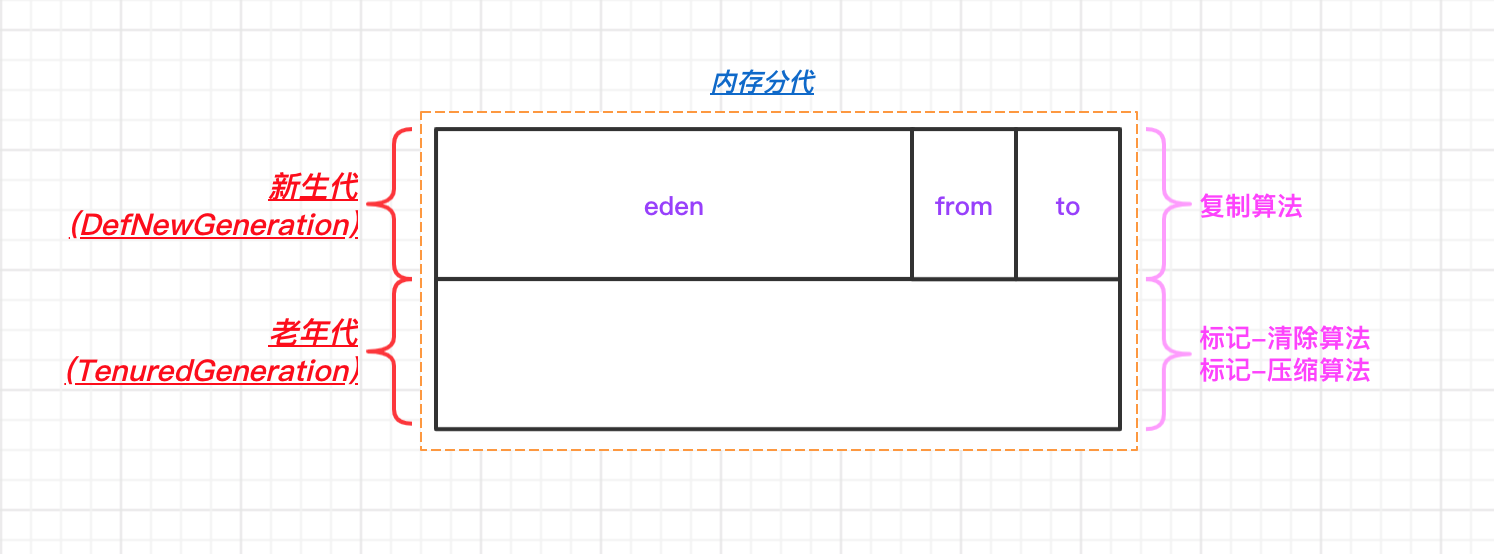 内存分代
新生代
(DefNewGeneration)
eden
from
to
复制算法
老年代
(TenuredGeneration)
标记-清除算法
标记-压缩算法